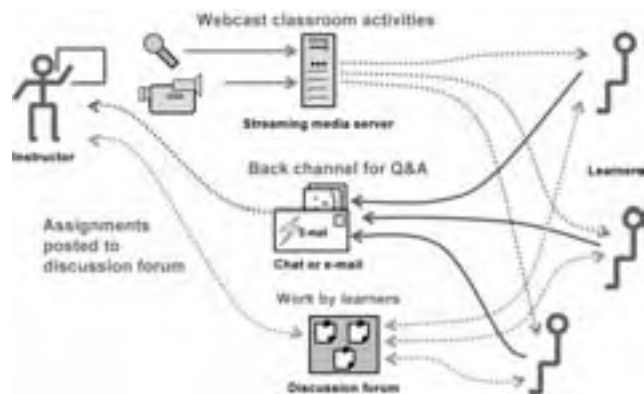 Webcast classroom activities
Streaming media server
Instructor
Back channel for Q&A
Learners
Assignments
posted to
discussion forum
E-mail
Chat or e-mail
Work by learners
Discussion forum